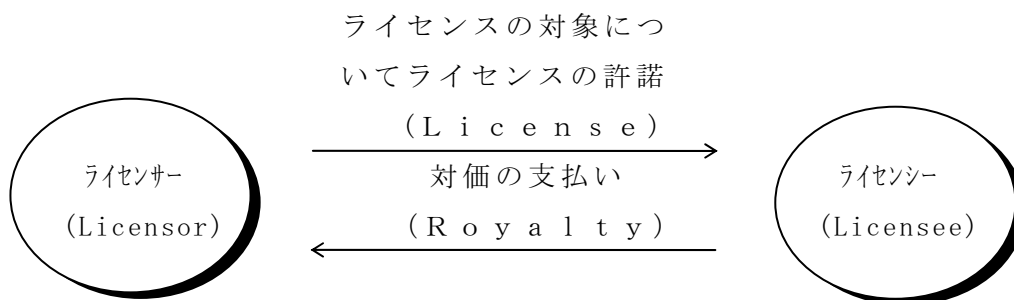 ライセンスの対象につ
いてライセンスの許諾
(License)
ライセンサー
(Licensor)
対価の支払い
(Royalty)
ライセンシー
(Licensee)